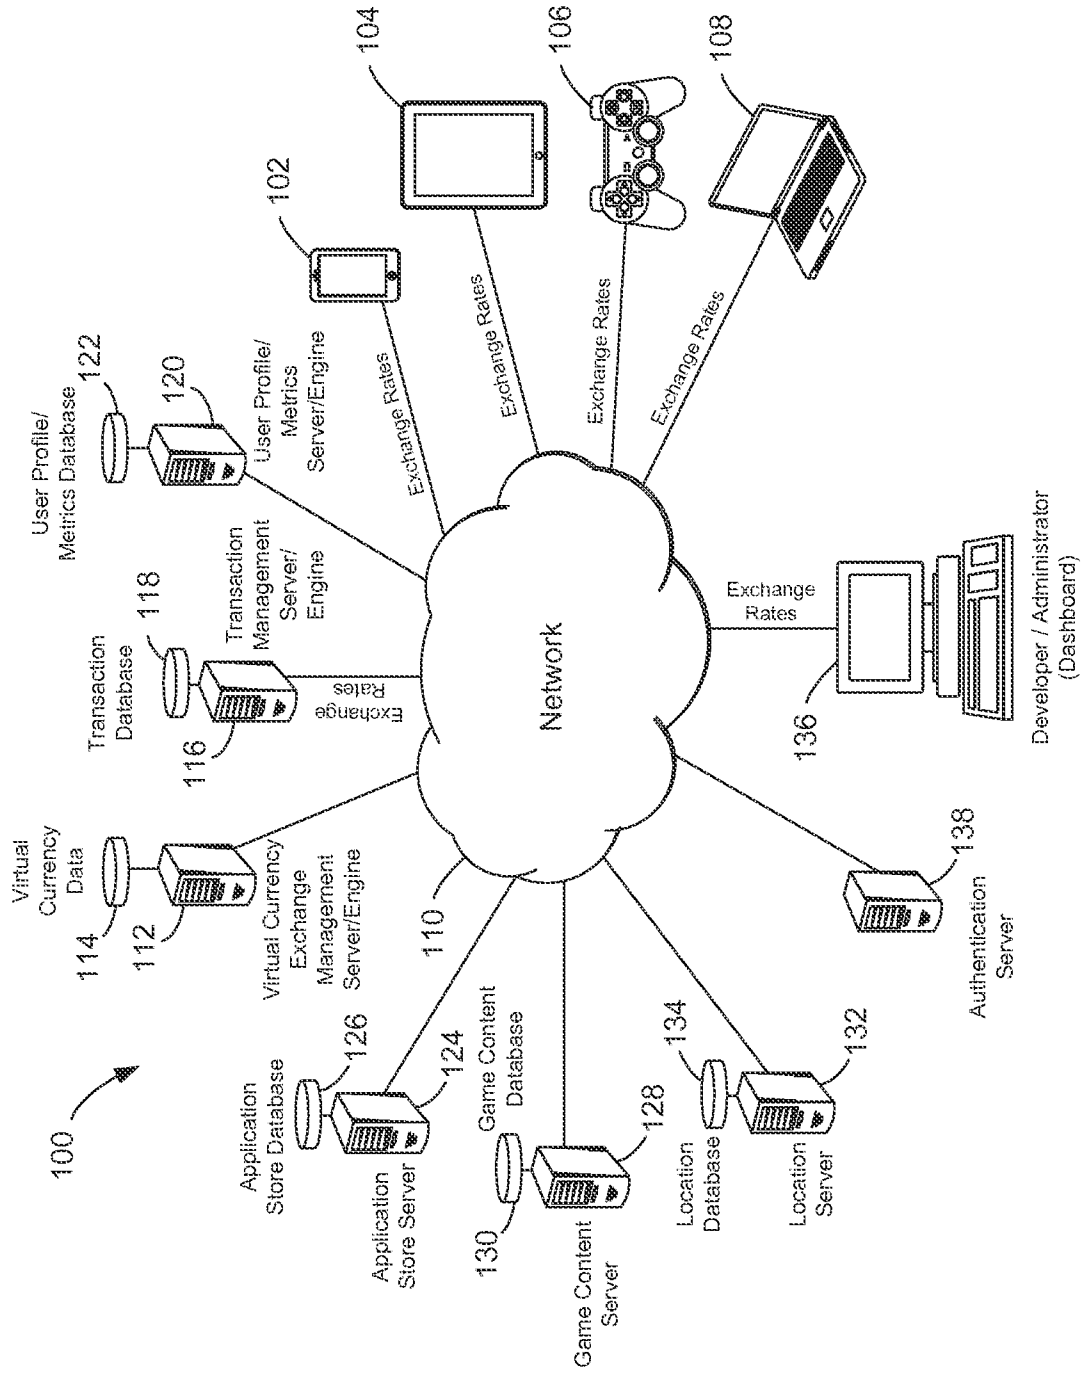 100
Virtual
Currency
Data
114
112
Virtual Currency
Exchange
Management
Server/Engine
Transaction
Database
118
116
Transaction
Management
Server/
Engine
Exchange
Rates
User Profile/
Metrics Database
122
120
User Profile/
Metrics
Server/Engine
102
Exchange Rates
104
Exchange Rates
106
Exchange Rates
108
Exchange Rates
Application
Store Database
126
124
Application
Store Server
110
Network
Game Content
Database
130
128
Game Content
Server
Location
Database
134
132
Location
Server
138
Authentication
Server
Exchange
Rates
136
Developer / Administrator
(Dashboard)